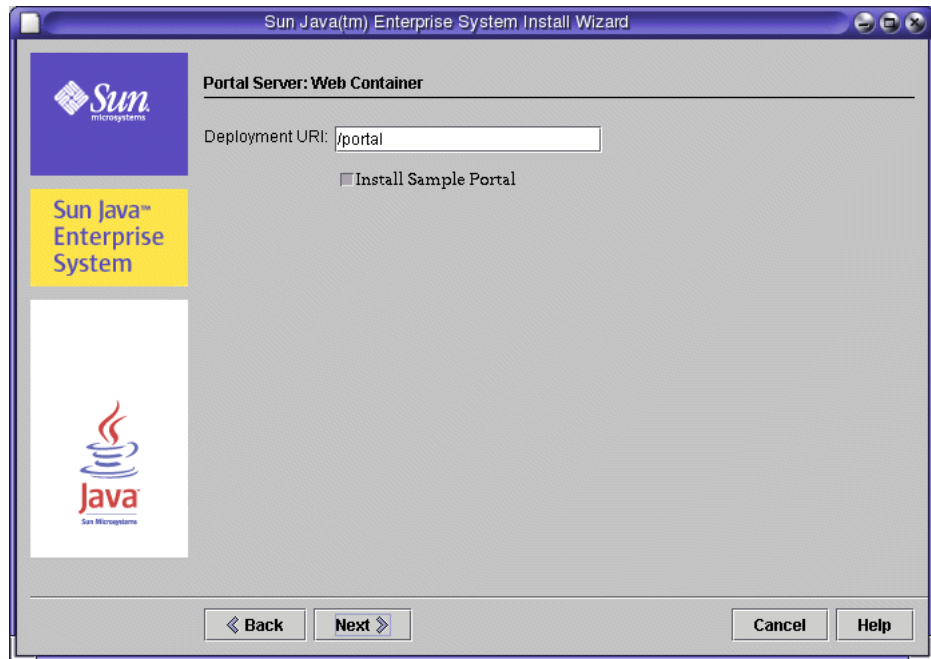 Sun Java(tm) Enterprise System Install Wizard
Sun
microsystems
Sun Java™
Enterprise
System
Java
Sun Microsystems
Portal Server: Web Container
Deployment URI: /portal
Install Sample Portal
Back
Next
Cancel
Help